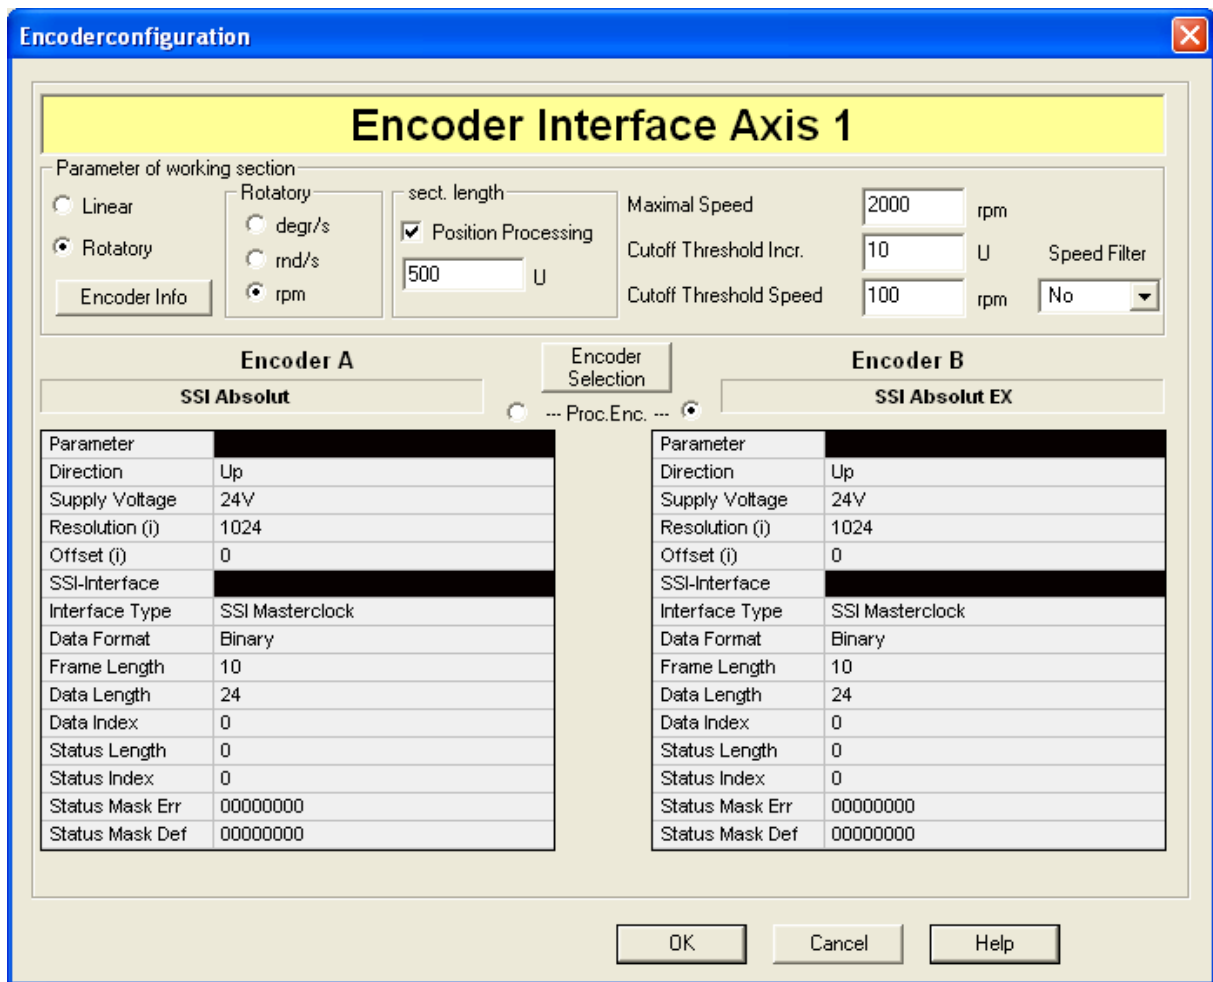 Encoderconfiguration
Encoder Interface Axis 1
Parameter of working section
Linear
Rotatory
Encoder Info
Rotatory
degr/s
rnd/s
rpm
sect. length
Position Processing
500 U
Maximal Speed 2000 rpm
Cutoff Threshold Incr. 10 U
Cutoff Threshold Speed 100 rpm
Speed Filter
No
Encoder A
SSI Absolut
Encoder
Selection
--- Proc.Enc. ---
Encoder B
SSI Absolut EX
Parameter
Direction Up
Supply Voltage 24V
Resolution (i) 1024
Offset (i) 0
SSI-Interface
Interface Type SSI Masterclock
Data Format Binary
Frame Length 10
Data Length 24
Data Index 0
Status Length 0
Status Index 0
Status Mask Err 00000000
Status Mask Def 00000000
Parameter
Direction Up
Supply Voltage 24V
Resolution (i) 1024
Offset (i) 0
SSI-Interface
Interface Type SSI Masterclock
Data Format Binary
Frame Length 10
Data Length 24
Data Index 0
Status Length 0
Status Index 0
Status Mask Err 00000000
Status Mask Def 00000000
OK
Cancel
Help